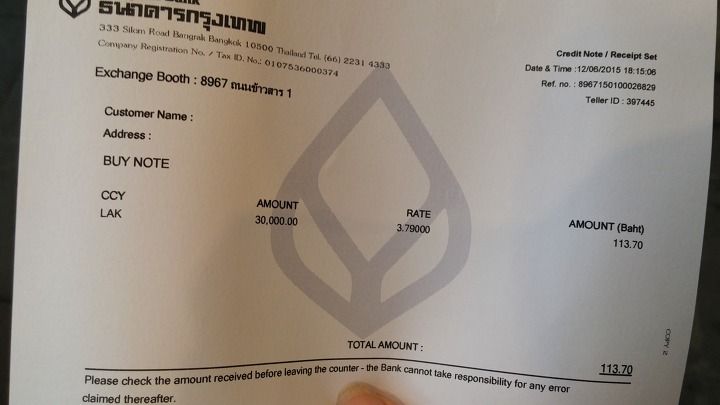 Bank
ธนาคารกรุงเทพ
333 Silom Road Bangrak Bangkok 10500 Thailand Tel. (66) 2231 4333
Company Registration No. / Tax ID. No.: 0107536000374
Credit Note / Receipt Set
Date & Time :12/06/2015 18:15:06
Ref. no. : 8967150100026829
Teller ID : 397445
Exchange Booth : 8967 ถนนข้าวสาร 1
Customer Name :
Address :
BUY NOTE
CCY AMOUNT RATE AMOUNT (Baht)
LAK 30,000.00 3.79000 113.70
TOTAL AMOUNT : 113.70
COPY 2
Please check the amount received before leaving the counter - the Bank cannot take responsibility for any error
claimed thereafter.